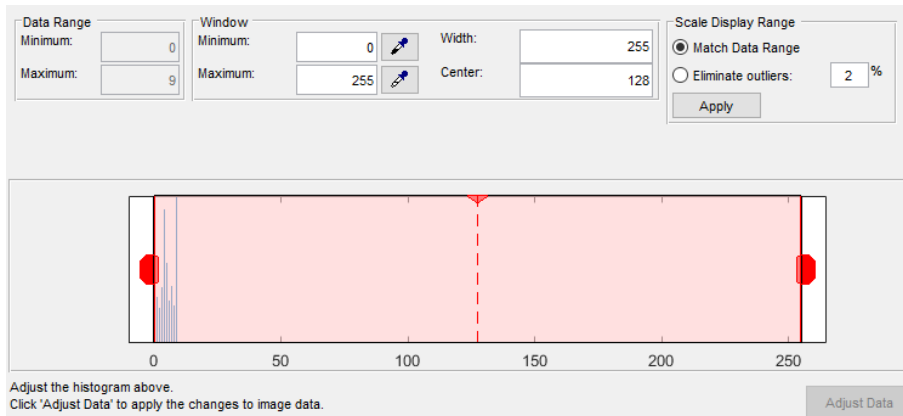 Data Range
Minimum: 0
Maximum: 9
Window
Minimum: 0
Maximum: 255
Width: 255
Center: 128
Scale Display Range
Match Data Range
Eliminate outliers: 2 %
Apply
0 50 100 150 200 250
Adjust the histogram above.
Click 'Adjust Data' to apply the changes to image data.
Adjust Data